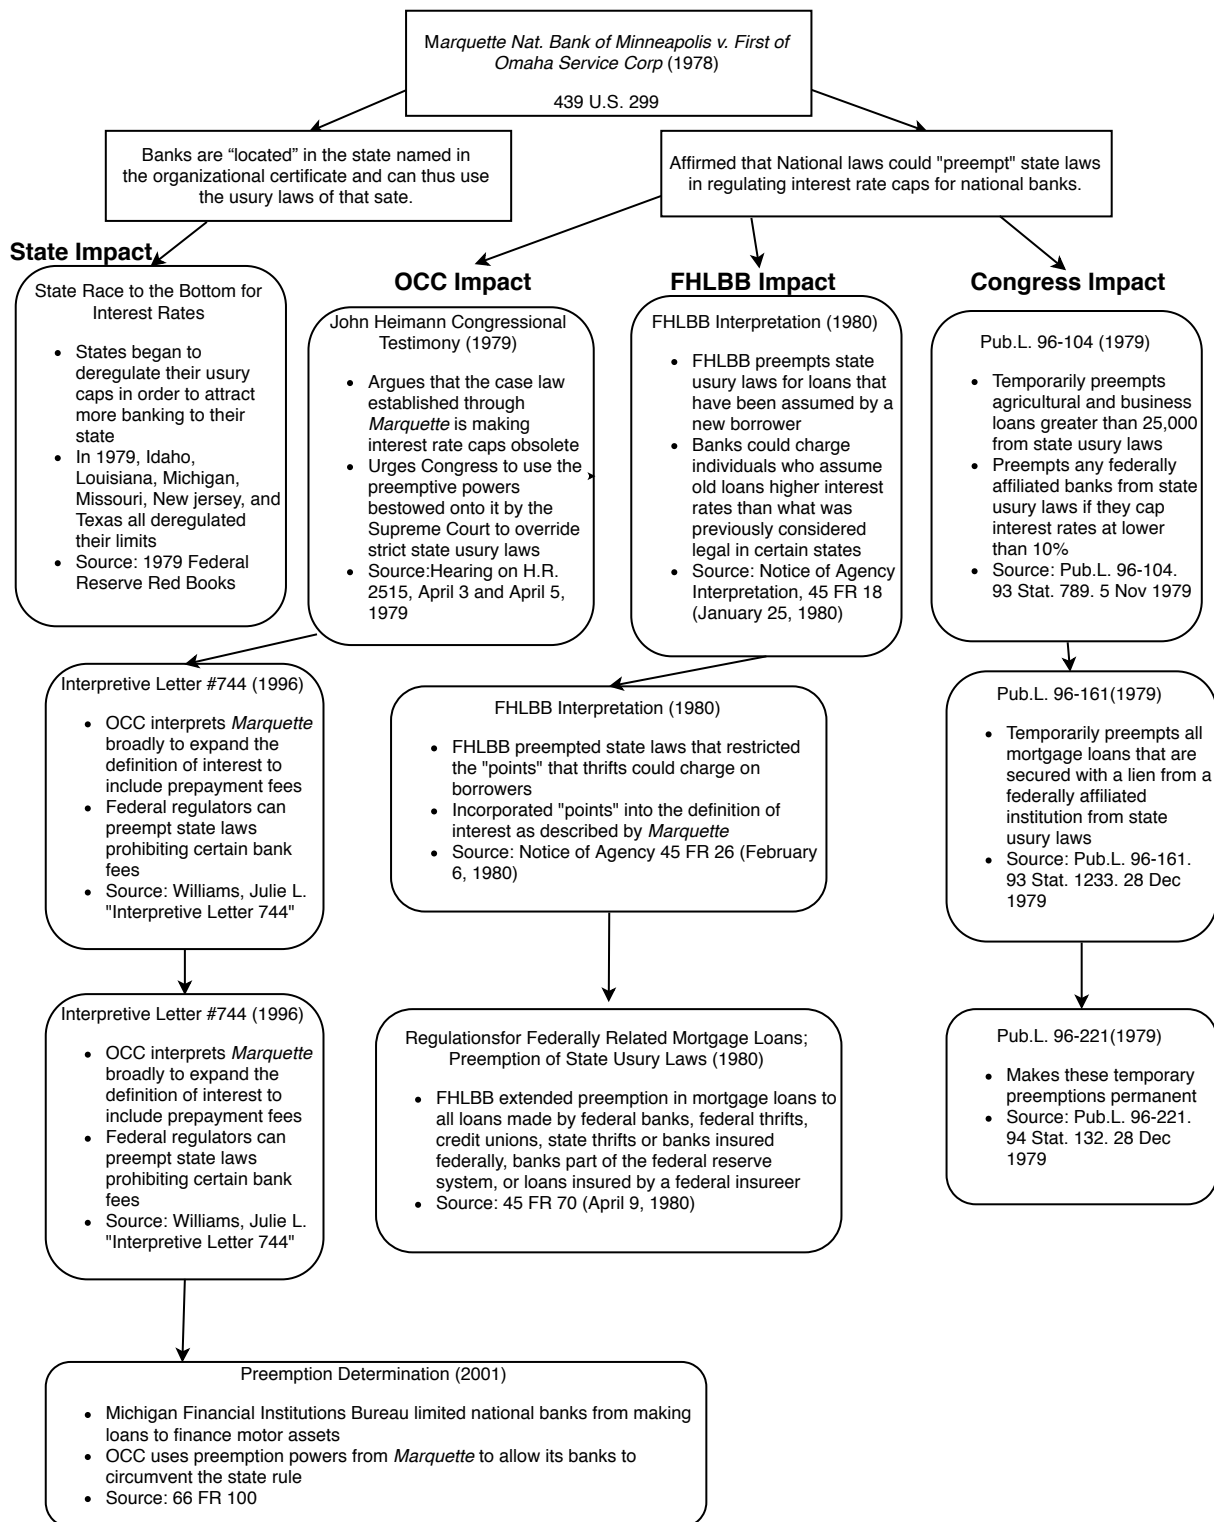 Marquette Nat. Bank of Minneapolis v. First of
Omaha Service Corp (1978)
439 U.S. 299
Banks are “located” in the state named in
the organizational certificate and can thus use
the usury laws of that sate.
Affirmed that National laws could "preempt" state laws
in regulating interest rate caps for national banks.
State Impact
State Race to the Bottom for
Interest Rates
• States began to
deregulate their usury
caps in order to attract
more banking to their
state
• In 1979, Idaho,
Louisiana, Michigan,
Missouri, New jersey, and
Texas all deregulated
their limits
• Source: 1979 Federal
Reserve Red Books
OCC Impact
John Heimann Congressional
Testimony (1979)
• Argues that the case law
established through
Marquette is making
interest rate caps obsolete
• Urges Congress to use the
preemptive powers
bestowed onto it by the
Supreme Court to override
strict state usury laws
• Source:Hearing on H.R.
2515, April 3 and April 5,
1979
FHLBB Impact
FHLBB Interpretation (1980)
• FHLBB preempts state
usury laws for loans that
have been assumed by a
new borrower
• Banks could charge
individuals who assume
old loans higher interest
rates than what was
previously considered
legal in certain states
• Source: Notice of Agency
Interpretation, 45 FR 18
(January 25, 1980)
Congress Impact
Pub.L. 96-104 (1979)
• Temporarily preempts
agricultural and business
loans greater than 25,000
from state usury laws
• Preempts any federally
affiliated banks from state
usury laws if they cap
interest rates at lower
than 10%
• Source: Pub.L. 96-104.
93 Stat. 789. 5 Nov 1979
Interpretive Letter #744 (1996)
• OCC interprets Marquette
broadly to expand the
definition of interest to
include prepayment fees
• Federal regulators can
preempt state laws
prohibiting certain bank
fees
• Source: Williams, Julie L.
"Interpretive Letter 744"
FHLBB Interpretation (1980)
• FHLBB preempted state laws that restricted
the "points" that thrifts could charge on
borrowers
• Incorporated "points" into the definition of
interest as described by Marquette
• Source: Notice of Agency 45 FR 26 (February
6, 1980)
Pub.L. 96-161(1979)
• Temporarily preempts all
mortgage loans that are
secured with a lien from a
federally affiliated
institution from state
usury laws
• Source: Pub.L. 96-161.
93 Stat. 1233. 28 Dec
1979
Interpretive Letter #744 (1996)
• OCC interprets Marquette
broadly to expand the
definition of interest to
include prepayment fees
• Federal regulators can
preempt state laws
prohibiting certain bank
fees
• Source: Williams, Julie L.
"Interpretive Letter 744"
Regulationsfor Federally Related Mortgage Loans;
Preemption of State Usury Laws (1980)
• FHLBB extended preemption in mortgage loans to
all loans made by federal banks, federal thrifts,
credit unions, state thrifts or banks insured
federally, banks part of the federal reserve
system, or loans insured by a federal insureer
• Source: 45 FR 70 (April 9, 1980)
Pub.L. 96-221(1979)
• Makes these temporary
preemptions permanent
• Source: Pub.L. 96-221.
94 Stat. 132. 28 Dec
1979
Preemption Determination (2001)
• Michigan Financial Institutions Bureau limited national banks from making
loans to finance motor assets
• OCC uses preemption powers from Marquette to allow its banks to
circumvent the state rule
• Source: 66 FR 100